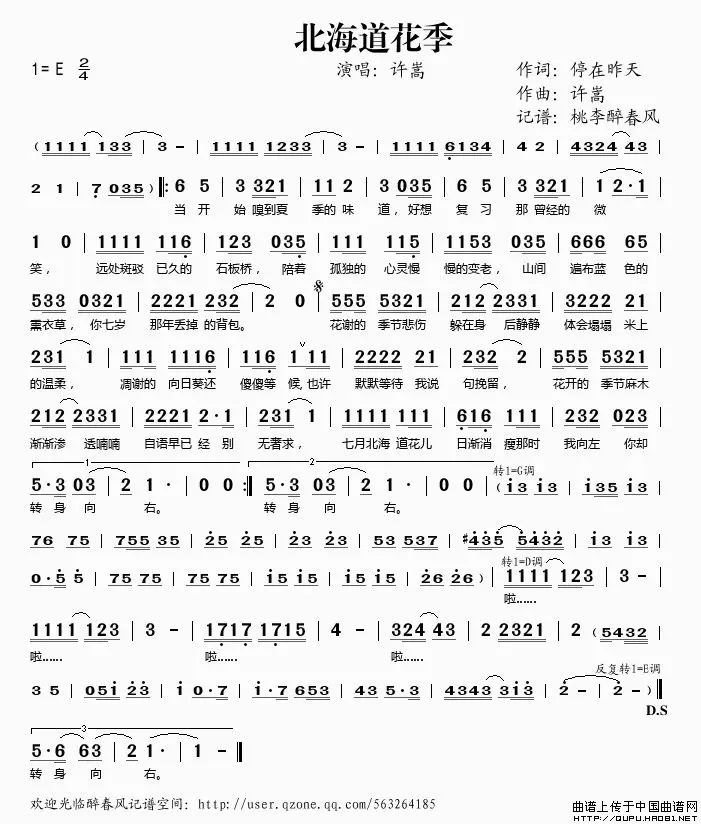 北海道花季
1= E 2/4
演唱：许嵩
作词：停在昨天
作曲：许嵩
记谱：桃李醉春风
( 1111 133 | 3 - | 1111 1233 | 3 - | 1111 6134 | 4 2 | 4324 43 |
2 1 | 7 035 ) ‖: 6 5 | 3 321 | 11 2 | 3 035 | 6 5 | 3 321 | 1 2·1 |
当 开 始 嗅到夏 季的 味 道，好想 复 习 那 曾经的 微
1 0 | 1111 116 | 123 035 | 111 115 | 1153 035 | 666 65 |
笑， 远处斑驳 已久的 石板桥，陪着 孤独的 心灵慢 慢的变老，山间 遍布蓝 色的
533 0321 | 2221 232 | 2 0 | 555 5321 | 212 2331 | 3222 21 |
薰衣草，你七岁 那年丢掉 的背包。 花谢的 季节悲伤 躲在身 后静静 体会塌塌 米上
231 1 | 111 1116 | 1 11 | 2222 21 | 232 2 | 555 5321 |
的温柔， 凋谢的 向日葵还 傻傻等 候,也许 默默等待 我说 句挽留， 花开的 季节麻木
212 2331 | 2221 2·1 | 231 1 | 1113 1113 | 616 111 | 232 023 |
渐渐渗 透喃喃 自语早已 经 别 无奢求， 七月北海 道花儿 日渐消 瘦那时 我向左 你却
1 2 转1=G调
5·3 03 | 2 1· | 0 0 :‖ 5·3 03 | 2 1· | 0 0 | ( i3 i3 | i35 i3 |
转 身 向 右。 转 身 向 右。
76 75 | 755 35 | 25 25 | 23 23 | 53 537 | #435 5432 | i3 i3 |
转1=D调
0·5 5 | 75 75 | 75 75 | i5 i5 | i5 i5 | 26 26 ) | 1111 123 | 3 - |
啦……
1111 123 | 3 - | 1717 1715 | 4 - | 324 43 | 2 2321 | 2 (5432 |
啦…… 啦…… 啦……
反复转1=E调
3 5 | 05i 23 | i 0·7 | i·7 653 | 43 5·3 | 4343 3i3 | 2 - | 2 - ) ‖
D.S
3
5·6 63 | 2 1· | 1 - ‖
转 身 向 右。
欢迎光临醉春风记谱空间：http://user.qzone.qq.com/563264185
曲谱上传于中国曲谱网
HTTP://QUPU.HAO81.NET